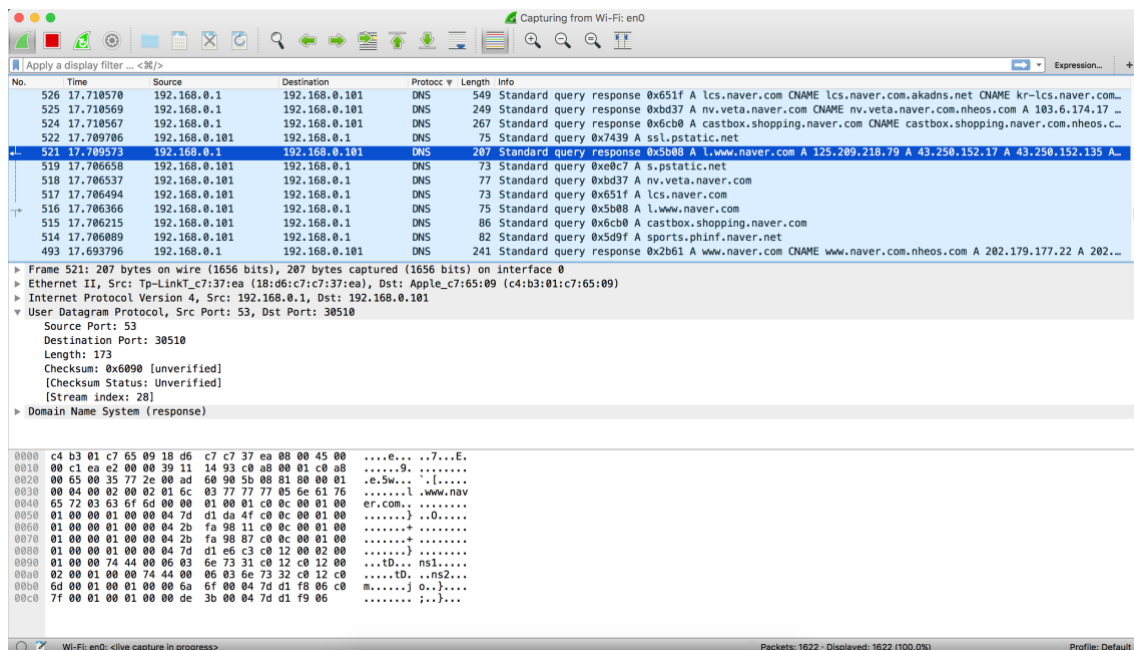 Capturing from Wi-Fi: en0
Apply a display filter ... <⌘/>
Expression...
+
No. Time Source Destination Protocc Length Info
526 17.710570 192.168.0.1 192.168.0.101 DNS 549 Standard query response 0x651f A lcs.naver.com CNAME lcs.naver.com.akadns.net CNAME kr-lcs.naver.com…
525 17.710569 192.168.0.1 192.168.0.101 DNS 249 Standard query response 0xbd37 A nv.veta.naver.com CNAME nv.veta.naver.com.nheos.com A 103.6.174.17 …
524 17.710567 192.168.0.1 192.168.0.101 DNS 267 Standard query response 0x6cb0 A castbox.shopping.naver.com CNAME castbox.shopping.naver.com.nheos.c…
522 17.709706 192.168.0.101 192.168.0.1 DNS 75 Standard query 0x7439 A ssl.pstatic.net
521 17.709573 192.168.0.1 192.168.0.101 DNS 207 Standard query response 0x5b08 A l.www.naver.com A 125.209.218.79 A 43.250.152.17 A 43.250.152.135 A…
519 17.706658 192.168.0.101 192.168.0.1 DNS 73 Standard query 0xe0c7 A s.pstatic.net
518 17.706537 192.168.0.101 192.168.0.1 DNS 77 Standard query 0xbd37 A nv.veta.naver.com
517 17.706494 192.168.0.101 192.168.0.1 DNS 73 Standard query 0x651f A lcs.naver.com
516 17.706366 192.168.0.101 192.168.0.1 DNS 75 Standard query 0x5b08 A l.www.naver.com
515 17.706215 192.168.0.101 192.168.0.1 DNS 86 Standard query 0x6cb0 A castbox.shopping.naver.com
514 17.706089 192.168.0.101 192.168.0.1 DNS 82 Standard query 0x5d9f A sports.phinf.naver.net
493 17.693796 192.168.0.1 192.168.0.101 DNS 241 Standard query response 0x2b61 A www.naver.com CNAME www.naver.com.nheos.com A 202.179.177.22 A 202.…
Frame 521: 207 bytes on wire (1656 bits), 207 bytes captured (1656 bits) on interface 0
Ethernet II, Src: Tp-LinkT_c7:37:ea (18:d6:c7:c7:37:ea), Dst: Apple_c7:65:09 (c4:b3:01:c7:65:09)
Internet Protocol Version 4, Src: 192.168.0.1, Dst: 192.168.0.101
User Datagram Protocol, Src Port: 53, Dst Port: 30510
Source Port: 53
Destination Port: 30510
Length: 173
Checksum: 0x6090 [unverified]
[Checksum Status: Unverified]
[Stream index: 28]
Domain Name System (response)
0000 c4 b3 01 c7 65 09 18 d6 c7 c7 37 ea 08 00 45 00 ....e... ..7...E.
0010 00 c1 ea e2 00 00 39 11 14 93 c0 a8 00 01 c0 a8 ......9. ........
0020 00 65 00 35 77 2e 00 ad 60 90 5b 08 81 80 00 01 .e.5w... `.[.....
0030 00 04 00 02 00 02 01 6c 03 77 77 77 05 6e 61 76 .......l .www.nav
0040 65 72 03 63 6f 6d 00 00 01 00 01 c0 0c 00 01 00 er.com.. ........
0050 01 00 00 01 00 00 04 7d d1 da 4f c0 0c 00 01 00 .......} ..O.....
0060 01 00 00 01 00 00 04 2b fa 98 11 c0 0c 00 01 00 .......+ ........
0070 01 00 00 01 00 00 04 2b fa 98 87 c0 0c 00 01 00 .......+ ........
0080 01 00 00 01 00 00 04 7d d1 e6 c3 c0 12 00 02 00 .......} ........
0090 01 00 00 74 44 00 06 03 6e 73 31 c0 12 c0 12 00 ...tD... ns1.....
00a0 02 00 01 00 00 74 44 00 06 03 6e 73 32 c0 12 c0 .....tD. ..ns2...
00b0 6d 00 01 00 01 00 00 6a 6f 00 04 7d d1 f8 06 c0 m......j o..}....
00c0 7f 00 01 00 01 00 00 de 3b 00 04 7d d1 f9 06 ........ ;..}...
Wi-Fi: en0: <live capture in progress> Packets: 1622 · Displayed: 1622 (100.0%) Profile: Default